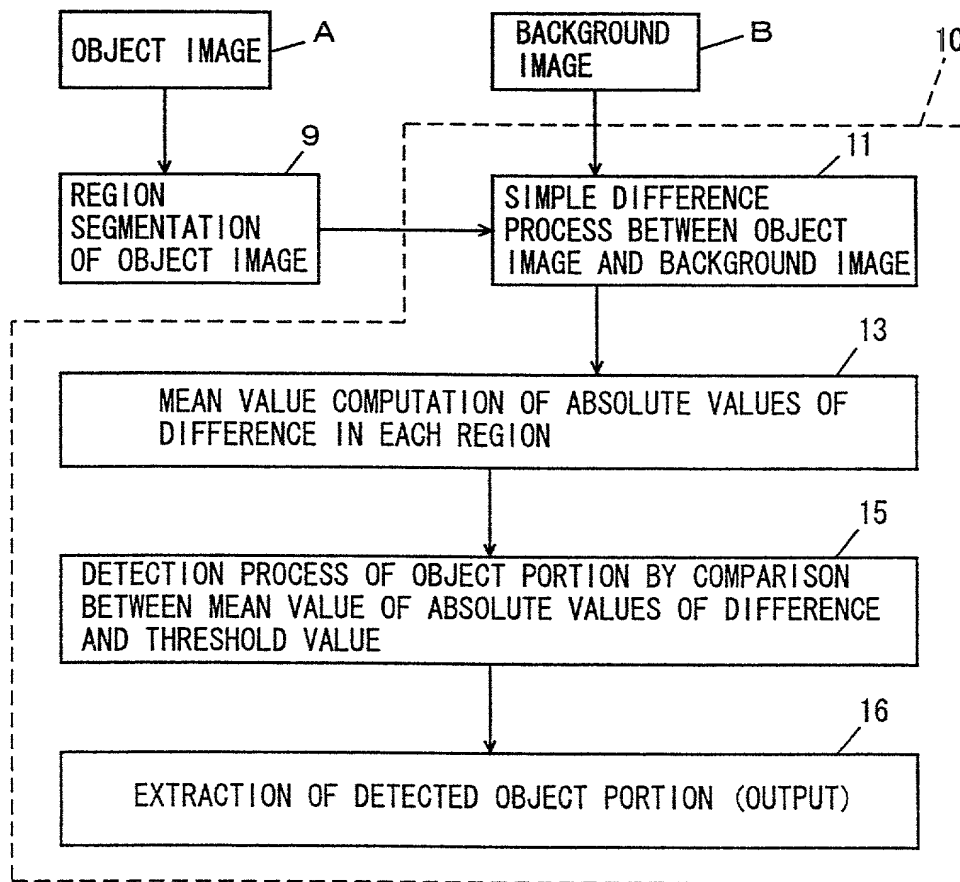 OBJECT IMAGE
A
BACKGROUND
IMAGE
B
10
9
REGION
SEGMENTATION
OF OBJECT IMAGE
11
SIMPLE DIFFERENCE
PROCESS BETWEEN OBJECT
IMAGE AND BACKGROUND IMAGE
13
MEAN VALUE COMPUTATION OF ABSOLUTE VALUES OF
DIFFERENCE IN EACH REGION
15
DETECTION PROCESS OF OBJECT PORTION BY COMPARISON
BETWEEN MEAN VALUE OF ABSOLUTE VALUES OF DIFFERENCE
AND THRESHOLD VALUE
16
EXTRACTION OF DETECTED OBJECT PORTION (OUTPUT)